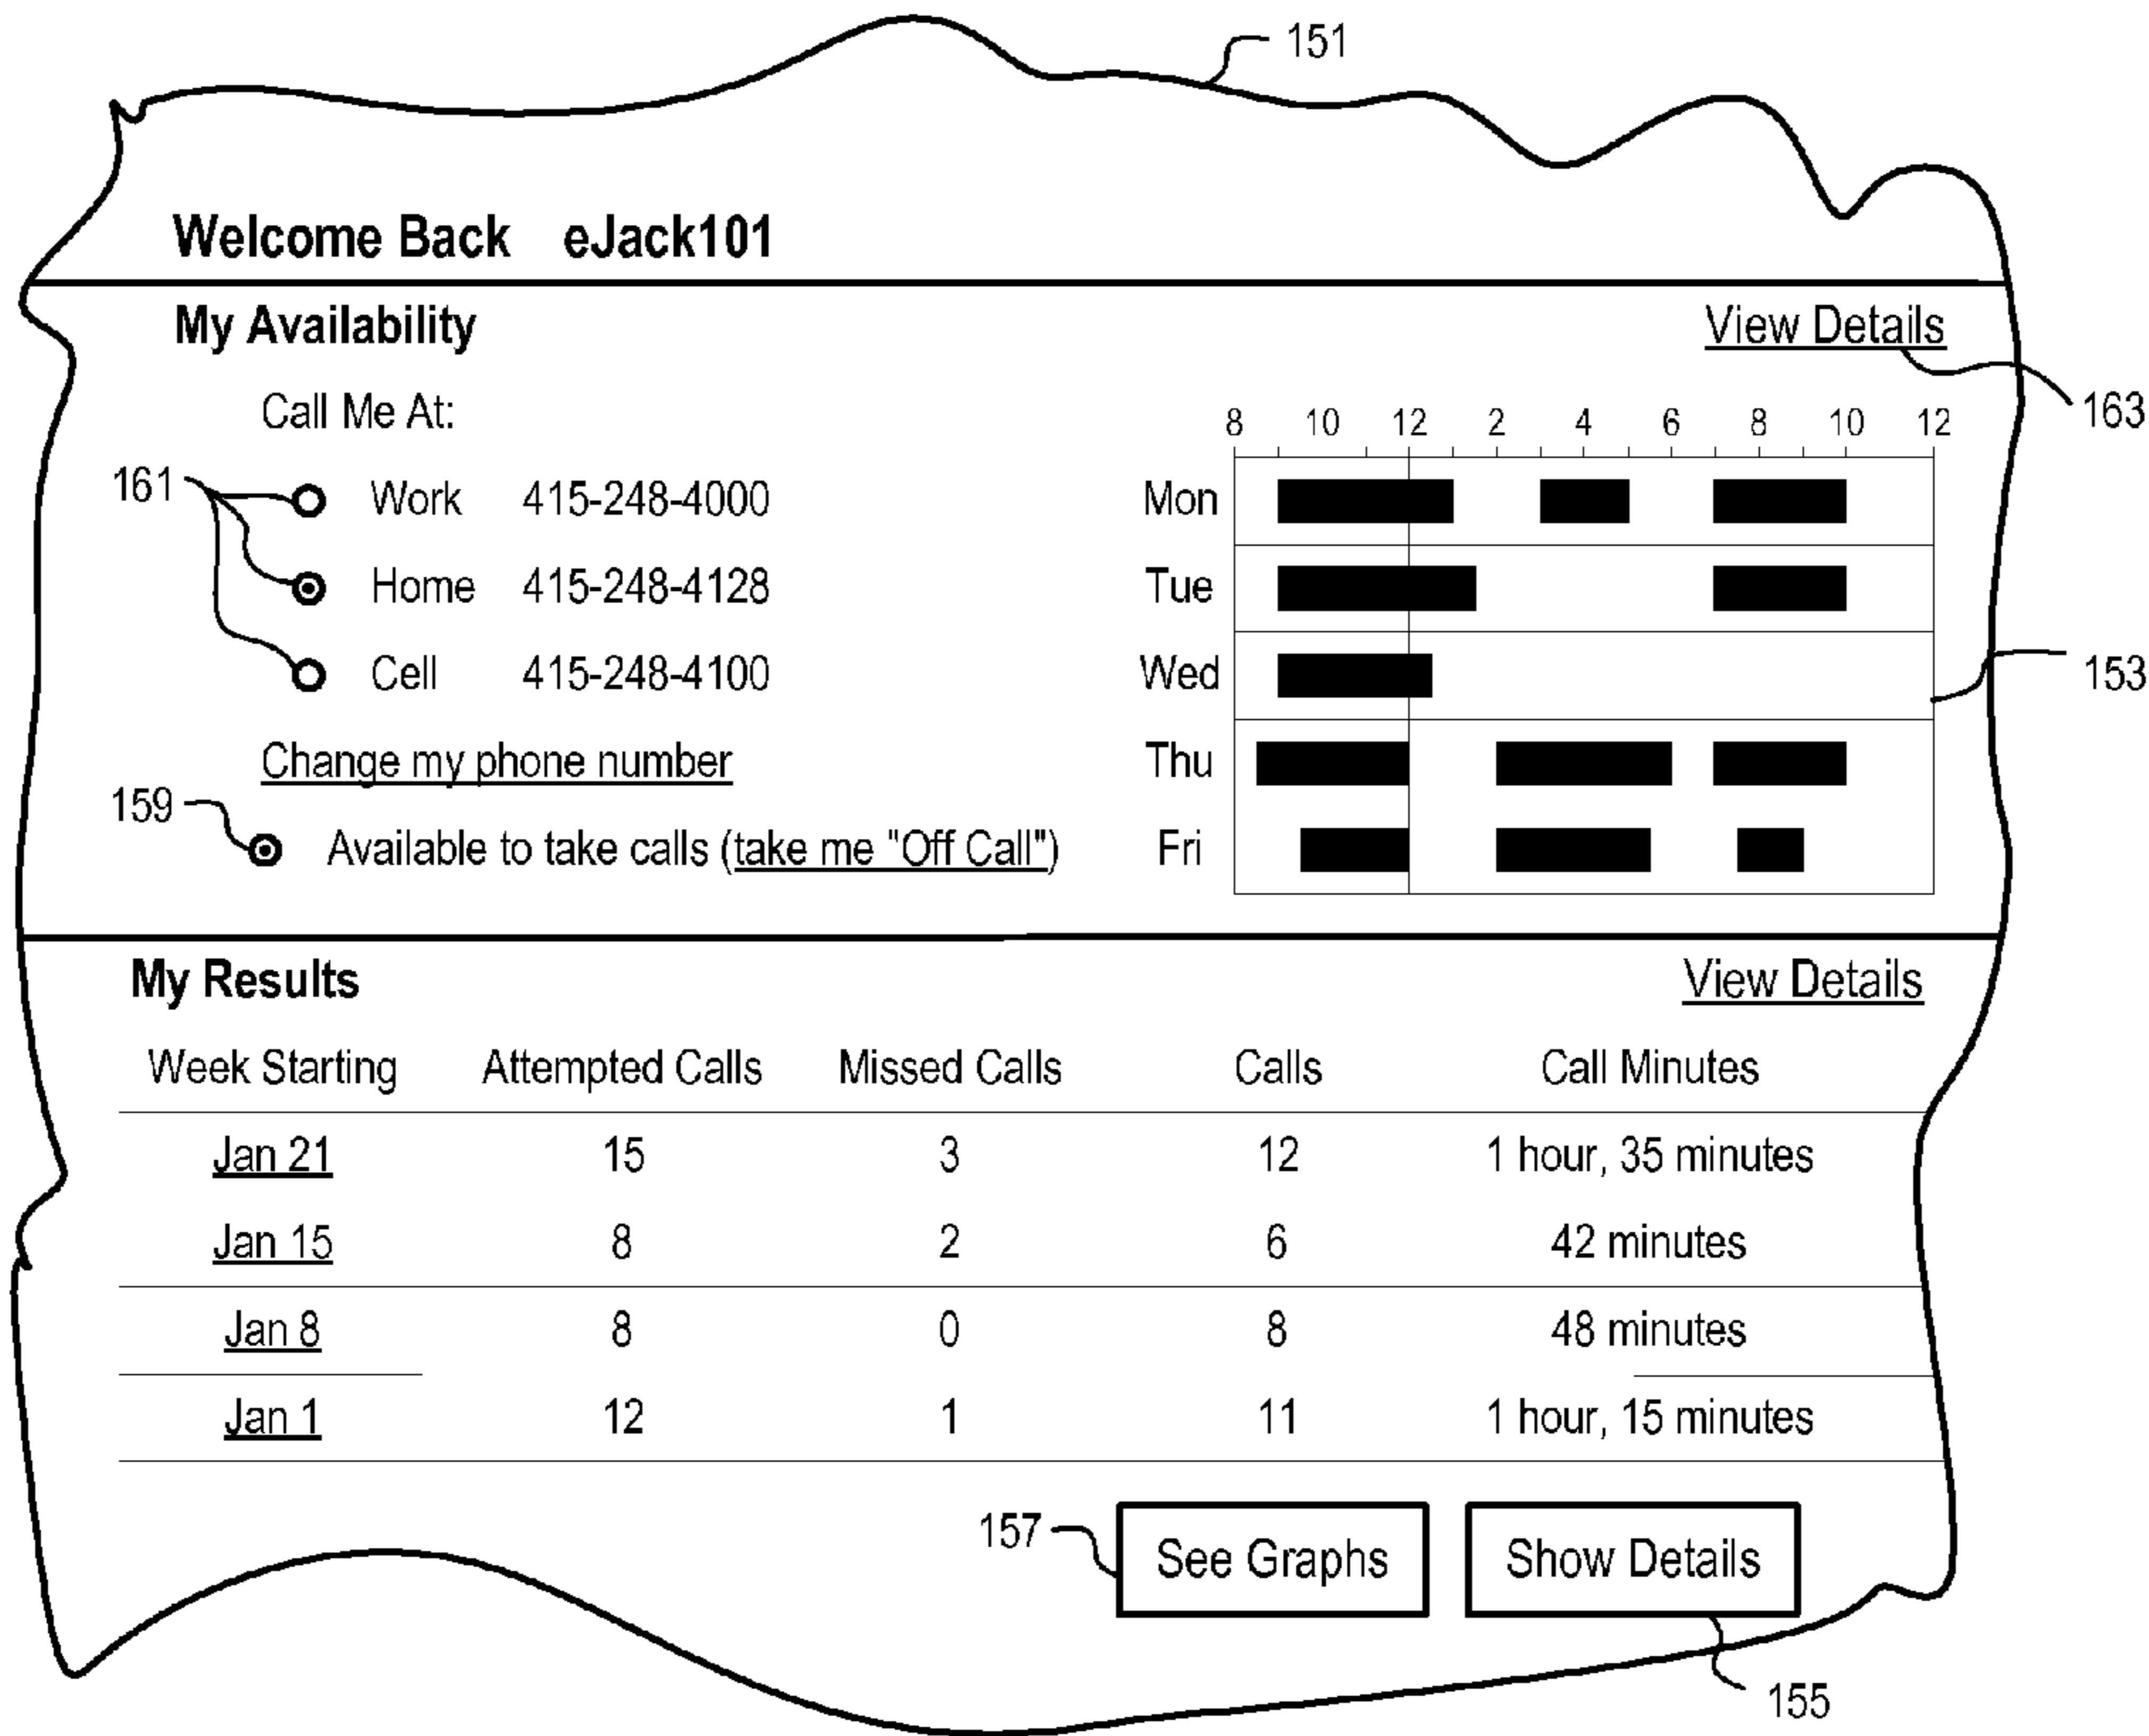 151
Welcome Back eJack101
My Availability View Details
163
Call Me At:
8 10 12 2 4 6 8 10 12
161 Work 415-248-4000 Mon
Home 415-248-4128 Tue
Cell 415-248-4100 Wed 153
Change my phone number Thu
159
Available to take calls (take me "Off Call") Fri
My Results View Details
Week Starting Attempted Calls Missed Calls Calls Call Minutes
Jan 21 15 3 12 1 hour, 35 minutes
Jan 15 8 2 6 42 minutes
Jan 8 8 0 8 48 minutes
Jan 1 12 1 11 1 hour, 15 minutes
157 See Graphs Show Details
155